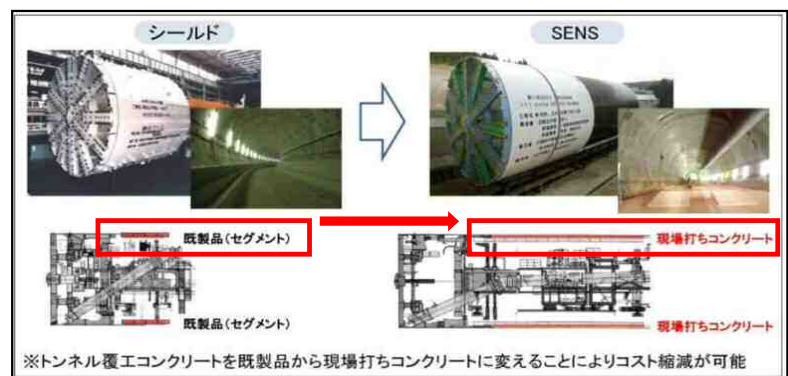 シールド
SENS
既製品(セグメント)
現場打ちコンクリート
既製品(セグメント)
現場打ちコンクリート
※トンネル覆工コンクリートを既製品から現場打ちコンクリートに変えることによりコスト縮減が可能